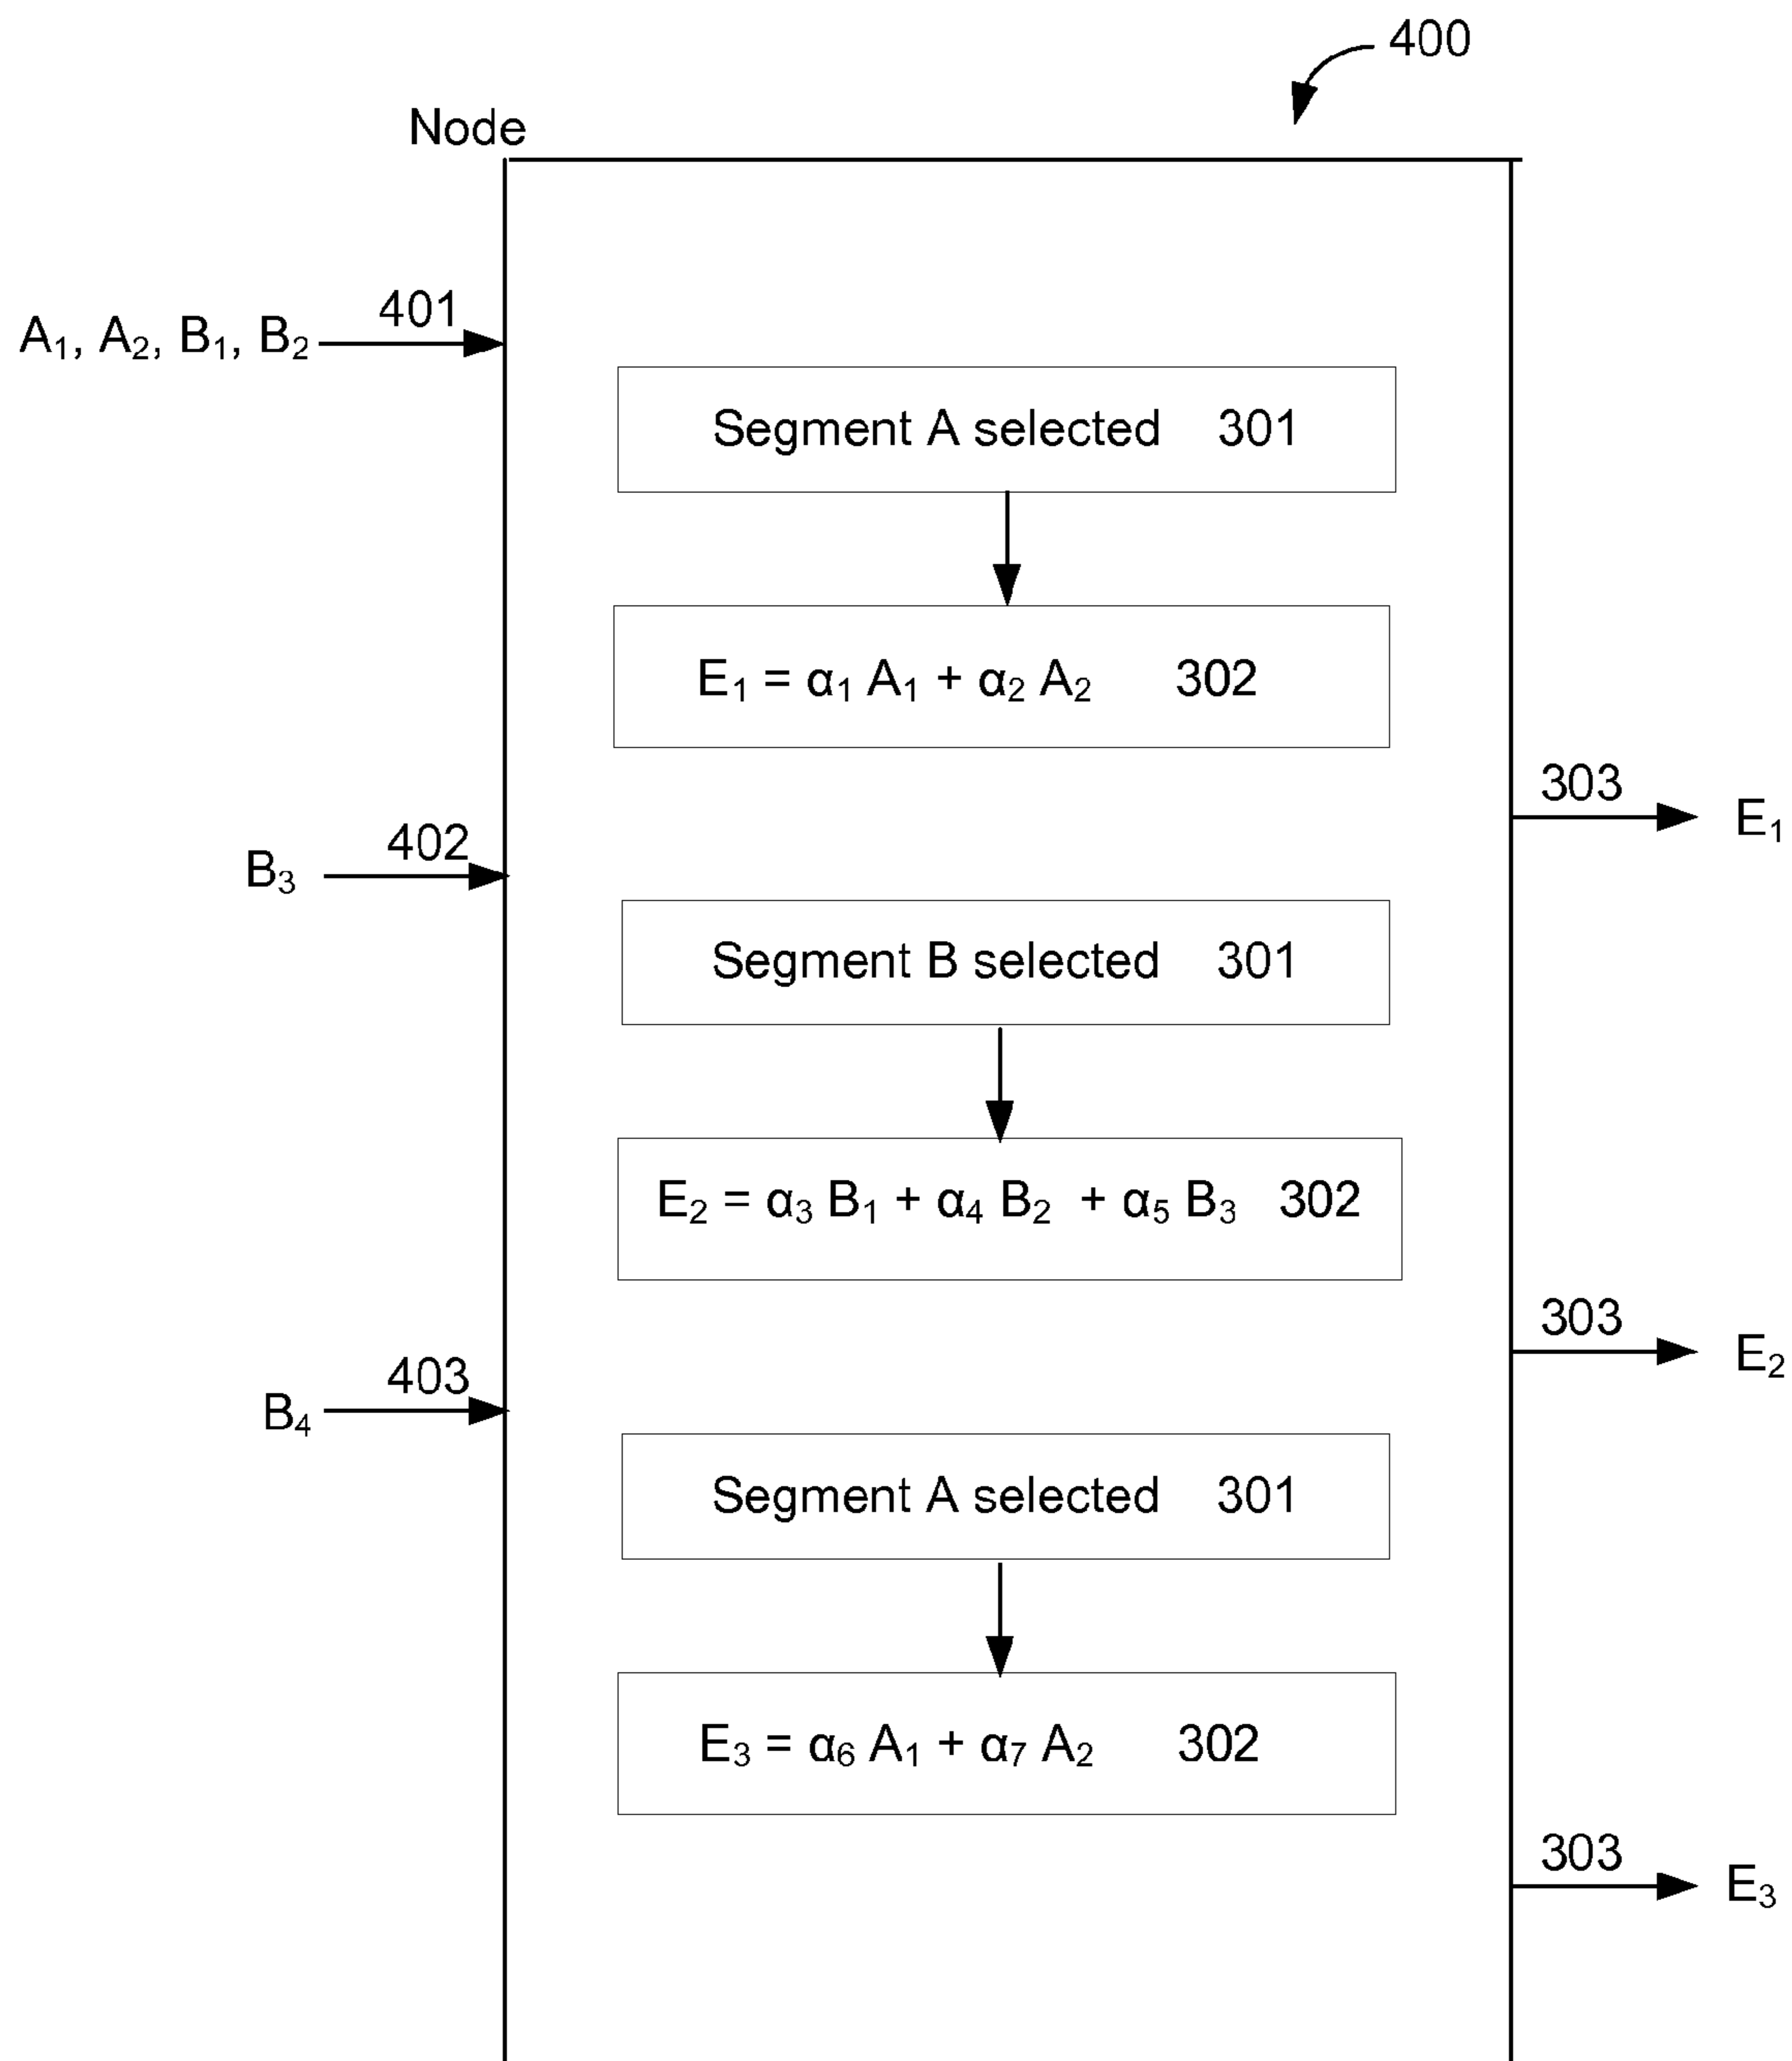 400
Node
401
A₁, A₂, B₁, B₂
Segment A selected 301
E₁ = α₁ A₁ + α₂ A₂ 302
303
E₁
402
B₃
Segment B selected 301
E₂ = α₃ B₁ + α₄ B₂ + α₅ B₃ 302
303
E₂
403
B₄
Segment A selected 301
E₃ = α₆ A₁ + α₇ A₂ 302
303
E₃